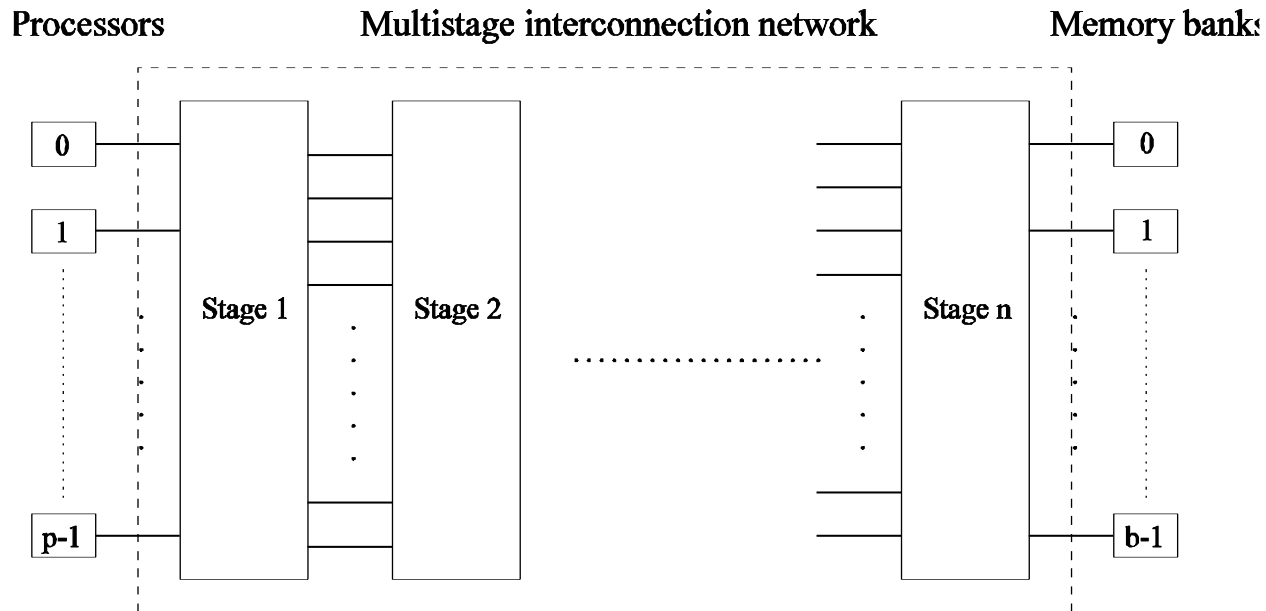 Processors
Multistage interconnection network
Memory banks
0
0
1
1
Stage 1
Stage 2
Stage n
p-1
b-1